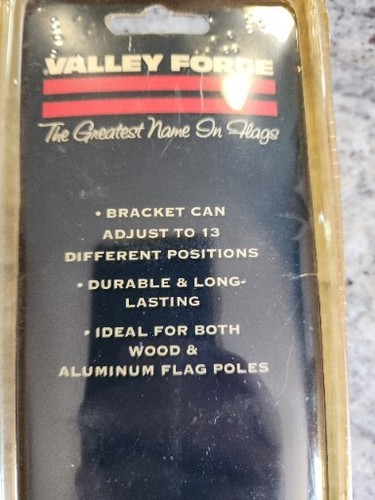 VALLEY FORGE
The Greatest Name In Flags
• BRACKET CAN
ADJUST TO 13
DIFFERENT POSITIONS
• DURABLE & LONG-
LASTING
• IDEAL FOR BOTH
WOOD &
ALUMINUM FLAG POLES